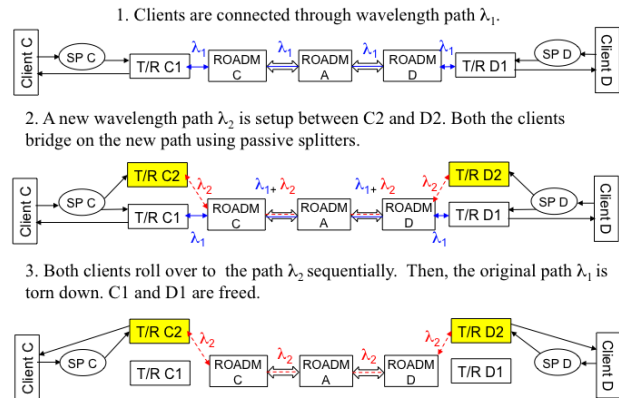 1. Clients are connected through wavelength path λ₁.
Client C
SP C
T/R C1
λ₁
ROADM
C
λ₁
ROADM
A
λ₁
ROADM
D
λ₁
T/R D1
SP D
Client D
2. A new wavelength path λ₂ is setup between C2 and D2. Both the clients
bridge on the new path using passive splitters.
Client C
SP C
T/R C2
T/R C1
λ₂
λ₁
ROADM
C
λ₁+ λ₂
ROADM
A
λ₁+ λ₂
ROADM
D
λ₂
λ₁
T/R D2
T/R D1
SP D
Client D
3. Both clients roll over to the path λ₂ sequentially. Then, the original path λ₁ is
torn down. C1 and D1 are freed.
Client C
SP C
T/R C2
T/R C1
λ₂
ROADM
C
λ₂
ROADM
A
λ₂
ROADM
D
λ₂
T/R D2
T/R D1
SP D
Client D